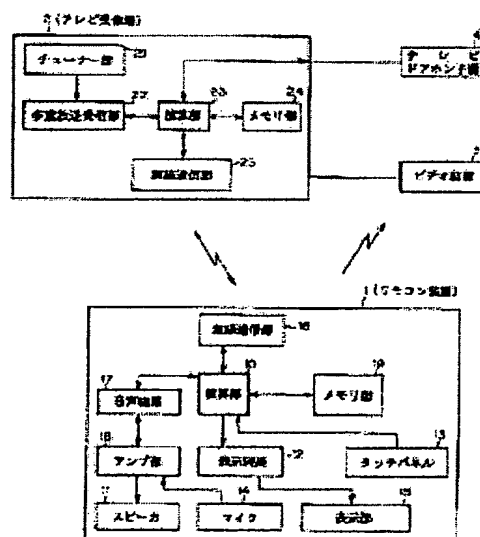 2 (テレビ受信機)
チューナー部
21
22
23
24
多重放送受信部
演算部
メモリ部
25
無線通信部
4
テレビ
ドアホン子機
ビデオ装置
1 (リモコン装置)
無線通信部
16
10
19
17
音声回路
演算部
メモリ部
18
12
13
アンプ部
表示回路
タッチパネル
11
14
15
スピーカ
マイク
表示部